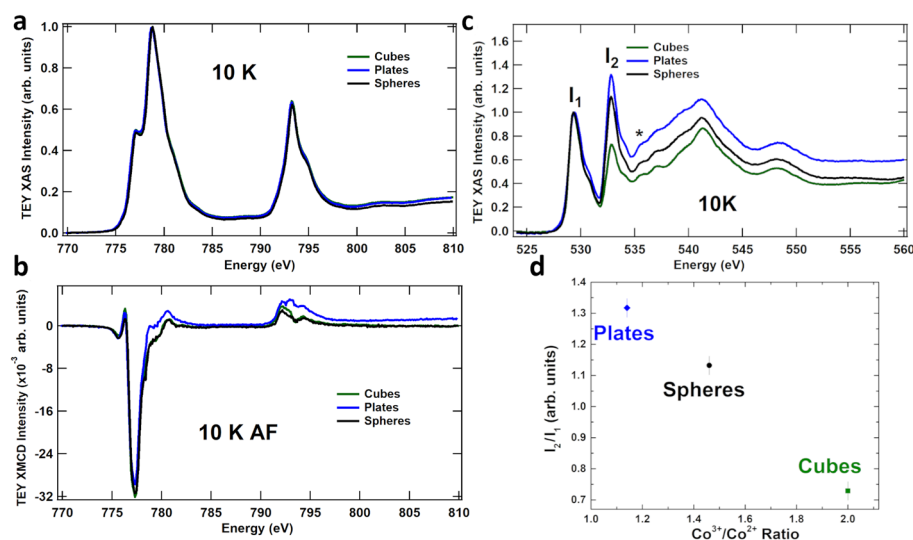 a
TEY XAS Intensity (arb. units)
1.0
0.8
0.6
0.4
0.2
0.0
10 K
Cubes
Plates
Spheres
770 775 780 785 790 795 800 805 810
Energy (eV)
b
TEY XMCD Intensity (x10⁻³ arb. units)
0
-8
-16
-24
-32
10 K AF
Cubes
Plates
Spheres
770 775 780 785 790 795 800 805 810
Energy (eV)
c
TEY XAS Intensity (arb. units)
1.6
1.4
1.2
1.0
0.8
0.6
0.4
0.2
0.0
I₁
I₂
*
Cubes
Plates
Spheres
10K
525 530 535 540 545 550 555 560
Energy (eV)
d
I₂/I₁ (arb. units)
1.4
1.3
1.2
1.1
1.0
0.9
0.8
0.7
Plates
Spheres
Cubes
1.0 1.2 1.4 1.6 1.8 2.0
Co³⁺/Co²⁺ Ratio